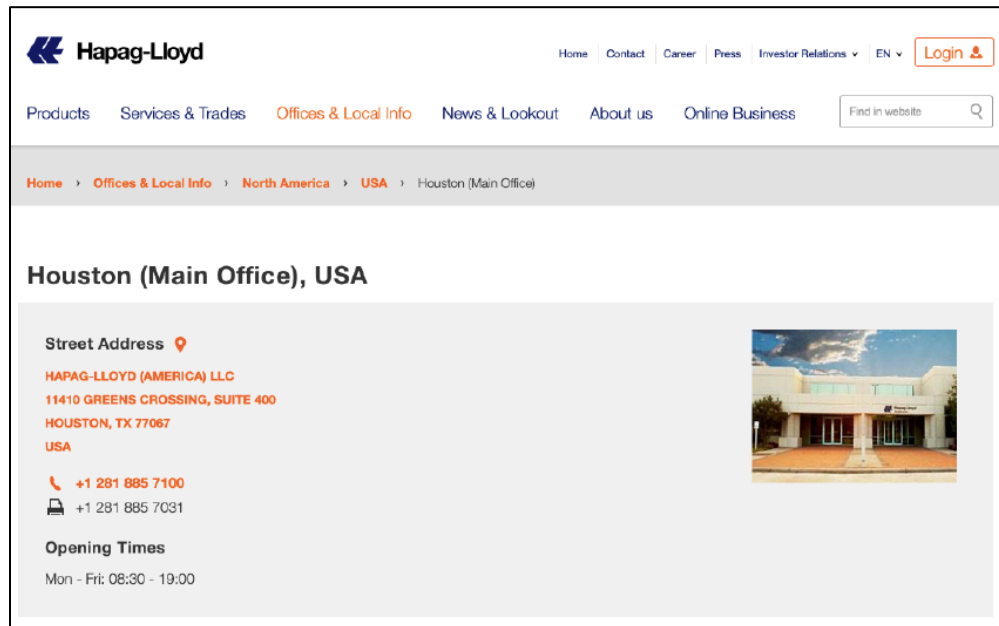 Hapag-Lloyd
Home Contact Career Press Investor Relations EN Login
Products Services & Trades Offices & Local Info News & Lookout About us Online Business Find in website
Home › Offices & Local Info › North America › USA › Houston (Main Office)
Houston (Main Office), USA
Street Address
HAPAG-LLOYD (AMERICA) LLC
11410 GREENS CROSSING, SUITE 400
HOUSTON, TX 77067
USA
+1 281 885 7100
+1 281 885 7031
Opening Times
Mon - Fri: 08:30 - 19:00
Hapag-Lloyd